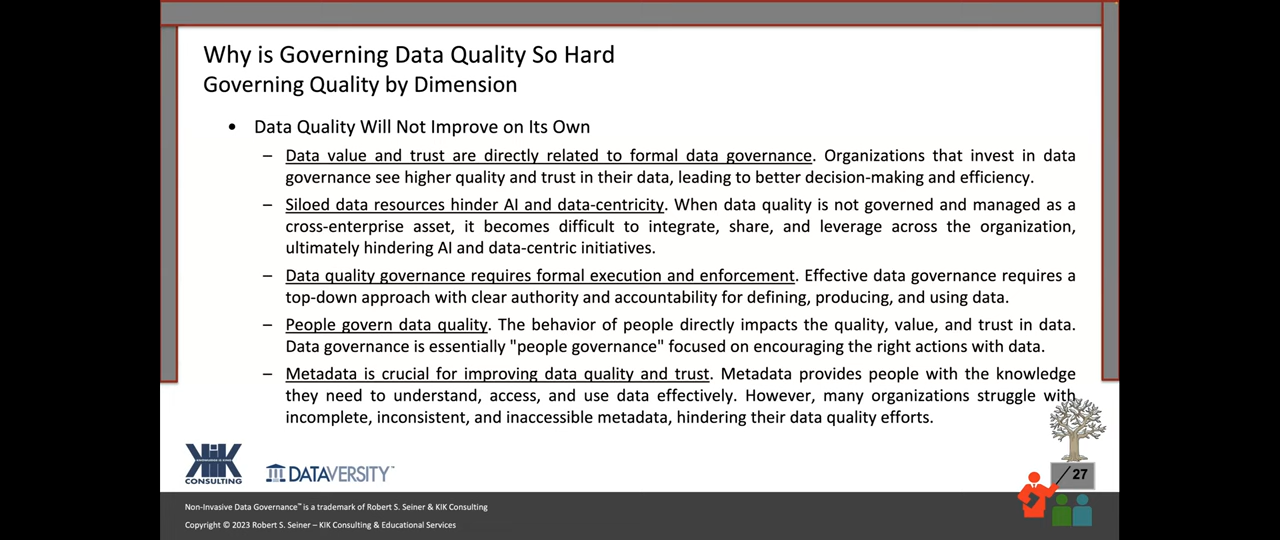 Why is Governing Data Quality So Hard
Governing Quality by Dimension
• Data Quality Will Not Improve on Its Own
– Data value and trust are directly related to formal data governance. Organizations that invest in data
governance see higher quality and trust in their data, leading to better decision-making and efficiency.
– Siloed data resources hinder AI and data-centricity. When data quality is not governed and managed as a
cross-enterprise asset, it becomes difficult to integrate, share, and leverage across the organization,
ultimately hindering AI and data-centric initiatives.
– Data quality governance requires formal execution and enforcement. Effective data governance requires a
top-down approach with clear authority and accountability for defining, producing, and using data.
– People govern data quality. The behavior of people directly impacts the quality, value, and trust in data.
Data governance is essentially "people governance" focused on encouraging the right actions with data.
– Metadata is crucial for improving data quality and trust. Metadata provides people with the knowledge
they need to understand, access, and use data effectively. However, many organizations struggle with
incomplete, inconsistent, and inaccessible metadata, hindering their data quality efforts.
KIK
CONSULTING
DATAVERSITY™
27
Non-Invasive Data Governance™ is a trademark of Robert S. Seiner & KIK Consulting
Copyright © 2023 Robert S. Seiner – KIK Consulting & Educational Services